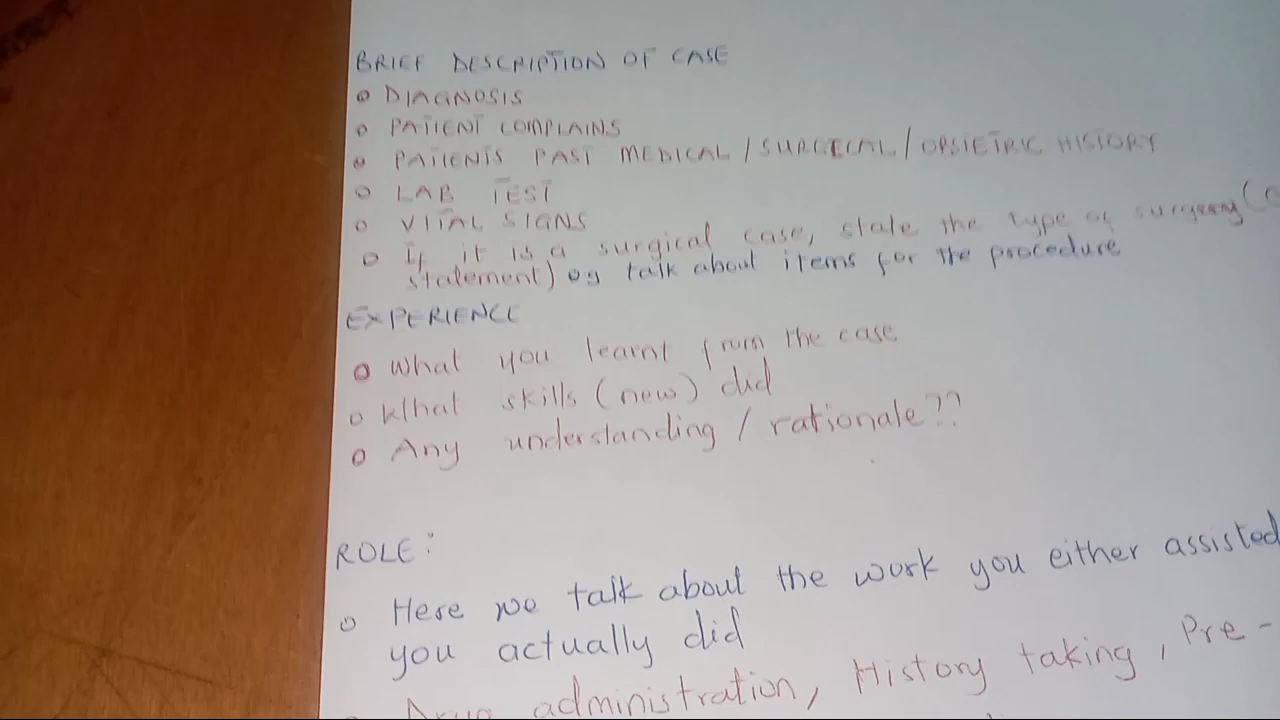 BRIEF DESCRIPTION OF CASE
o DIAGNOSIS
o PATIENT COMPLAINS
o PATIENTS PAST MEDICAL / SURGICAL / OBSTETRIC HISTORY
o LAB TEST
o VITAL SIGNS
o If it is a surgical case, state the type of surgery (
statement) talk about items for the procedure
EXPERIENCE
o What you learnt from the case
o What skills (new) did
o Any understanding / rationale??
ROLE:
o Here we talk about the work you either assisted
you actually did
o Drug administration, History taking, Pre-